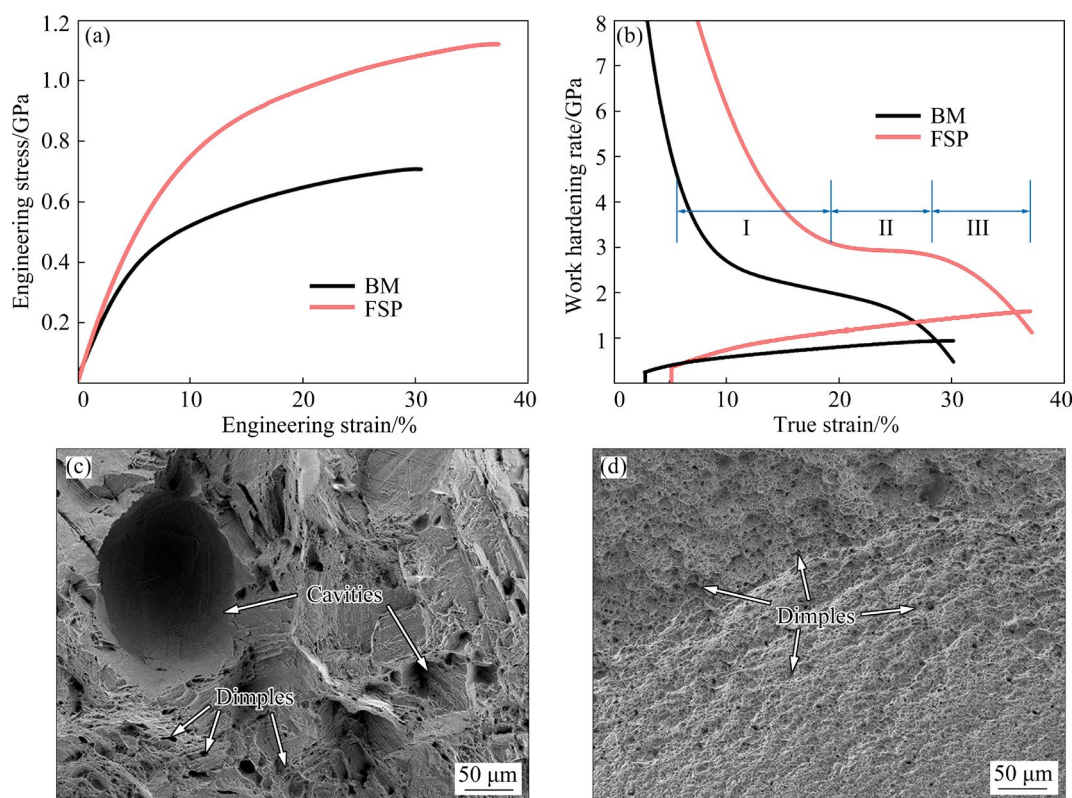 (a)
1.2
1.0
0.8
0.6
0.4
0.2
Engineering stress/GPa
BM
FSP
0 10 20 30 40
Engineering strain/%
(b)
8
7
6
5
4
3
2
1
Work hardening rate/GPa
BM
FSP
I II III
0 10 20 30 40
True strain/%
(c)
Cavities
Dimples
50 μm
(d)
Dimples
50 μm